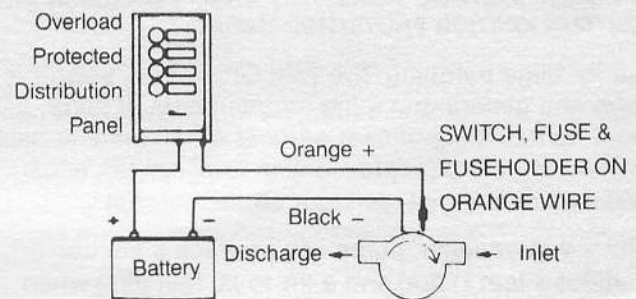 Overload
Protected
Distribution
Panel
Orange +
SWITCH, FUSE &
FUSEHOLDER ON
ORANGE WIRE
+
−
Black −
Battery
Discharge
Inlet